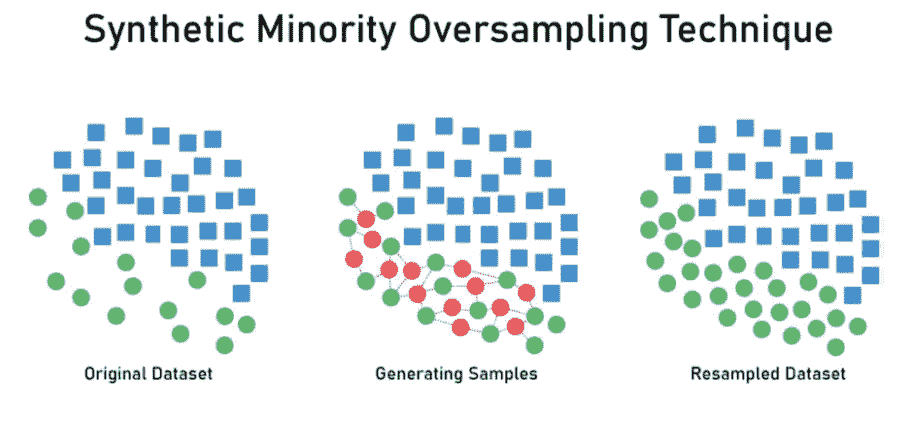 Synthetic Minority Oversampling Technique
Original Dataset
Generating Samples
Resampled Dataset